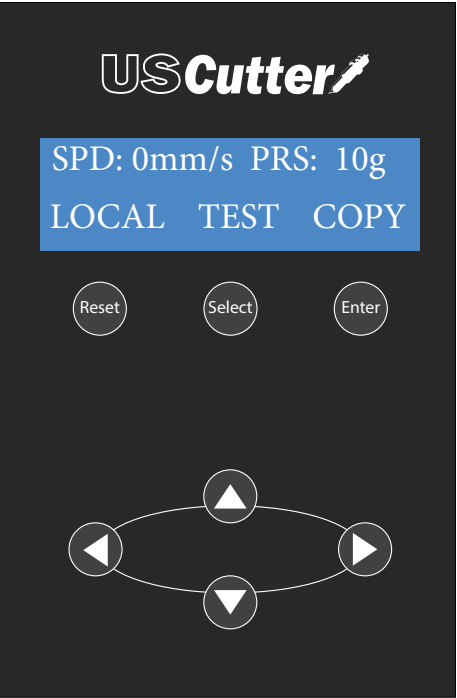 USCutter
SPD: 0mm/s PRS: 10g
LOCAL TEST COPY
Reset Select Enter